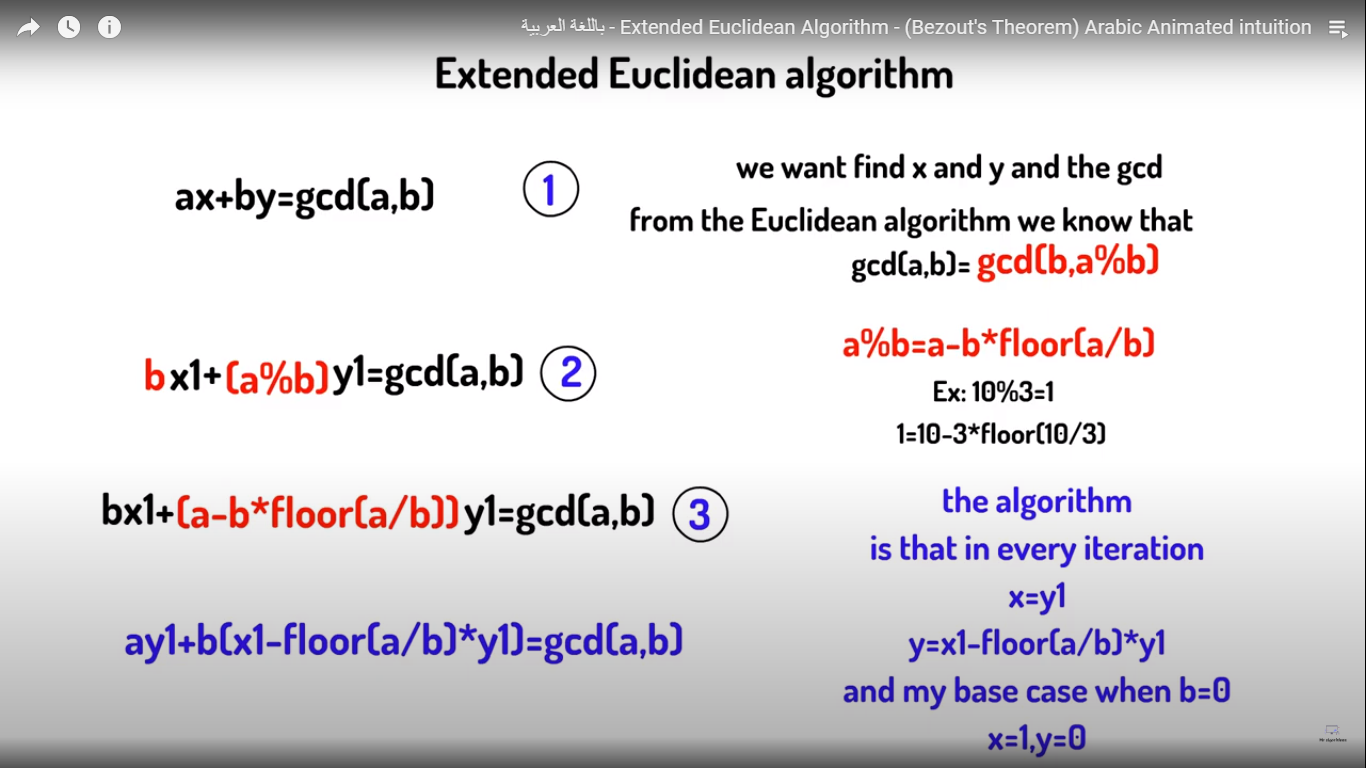 باللغة العربية - Extended Euclidean Algorithm - (Bezout's Theorem) Arabic Animated intuition
Extended Euclidean algorithm
ax+by=gcd(a,b) 1
we want find x and y and the gcd
from the Euclidean algorithm we know that
gcd(a,b)= gcd(b,a%b)
bx1+(a%b)y1=gcd(a,b) 2
a%b=a-b*floor(a/b)
Ex: 10%3=1
1=10-3*floor(10/3)
bx1+(a-b*floor(a/b))y1=gcd(a,b) 3
ay1+b(x1-floor(a/b)*y1)=gcd(a,b)
the algorithm
is that in every iteration
x=y1
y=x1-floor(a/b)*y1
and my base case when b=0
x=1,y=0